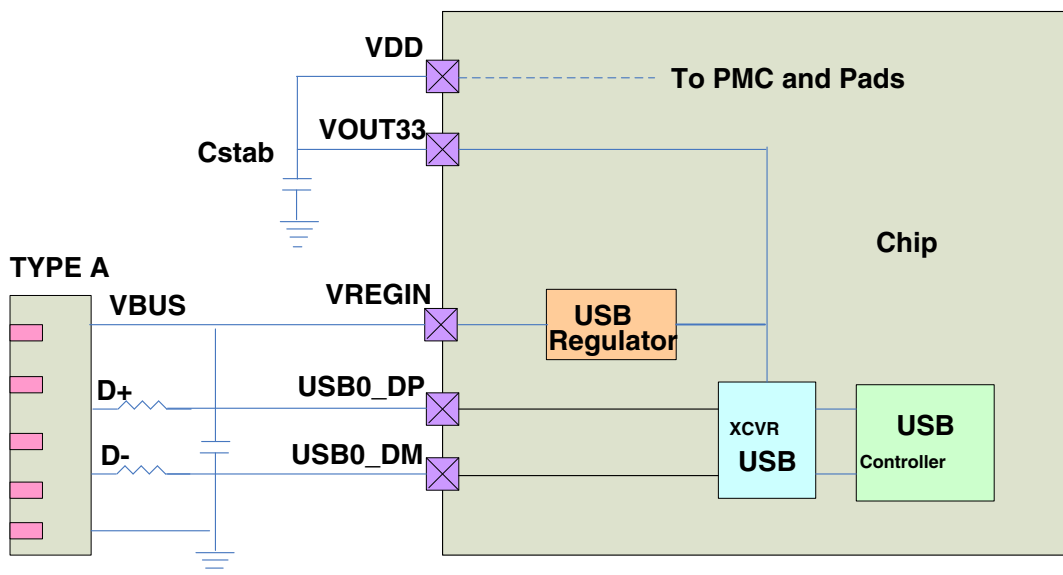 VDD
To PMC and Pads
VOUT33
Cstab
Chip
TYPE A
VBUS
VREGIN
USB
Regulator
D+
USB0_DP
XCVR
USB
USB
Controller
D-
USB0_DM